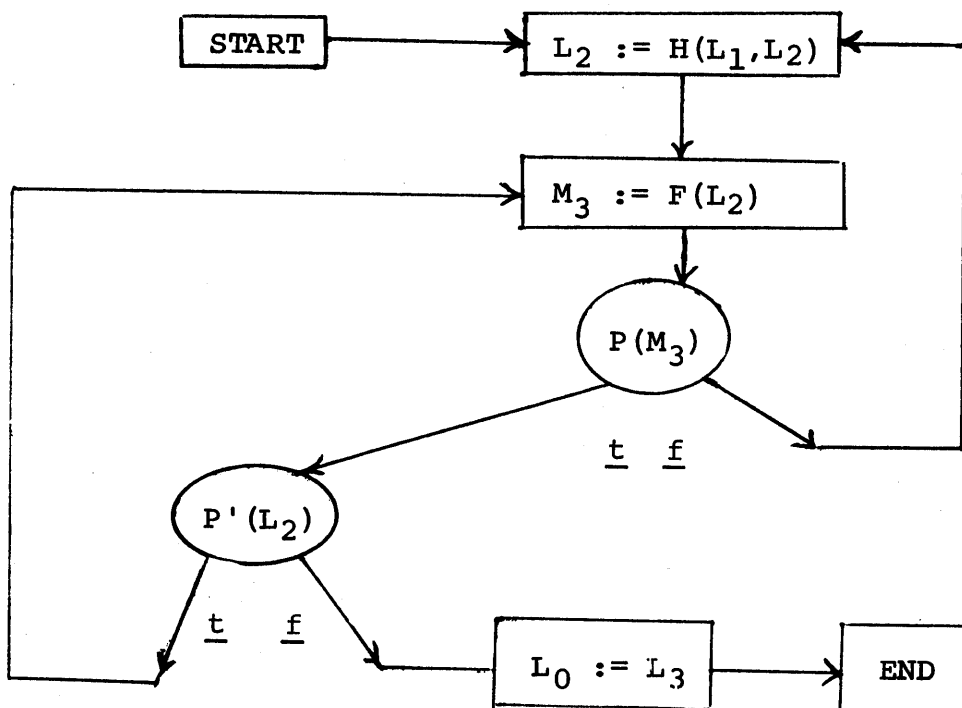 START
L₂ := H(L₁,L₂)
M₃ := F(L₂)
P(M₃)
t f
P'(L₂)
t f
L₀ := L₃
END